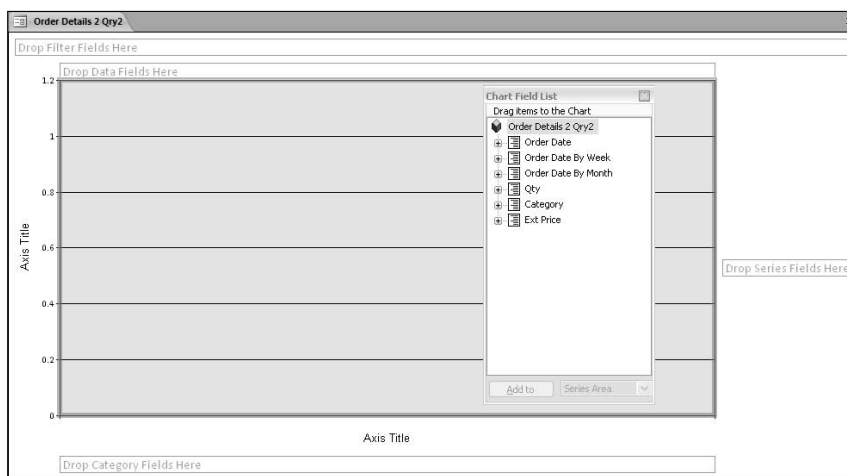 Order Details 2 Qry2
Drop Filter Fields Here
Drop Data Fields Here
1.2
1
0.8
0.6
0.4
0.2
0
Axis Title
Chart Field List
Drag items to the Chart
Order Details 2 Qry2
Order Date
Order Date By Week
Order Date By Month
Qty
Category
Ext Price
Add to
Series Area
Drop Series Fields Here
Axis Title
Drop Category Fields Here